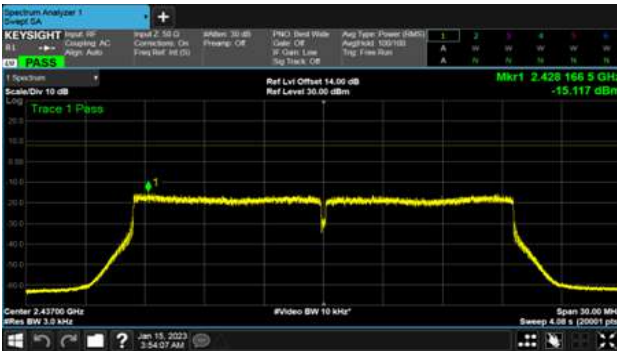 Spectrum Analyzer 1
Swept SA
+
KEYSIGHT Input: RF Input Z: 50 Ω #Atten: 30 dB PNO: Best Wide Avg Type: Power (RMS) 1 2 3 4 5 6
Coupling: AC Corrections: On Preamp: Off Gate: Off Avg|Hold: 100/100 A W W W W W
Align: Auto Freq Ref: Int (S) IF Gain: Low Trig: Free Run
Sig Track: Off A N N N N N
PASS
1 Spectrum
Ref Lvl Offset 14.00 dB Mkr1 2.428 166 5 GHz
Scale/Div 10 dB Ref Level 30.00 dBm -15.117 dBm
Log
Trace 1 Pass
20.0
10.0
0.00
-10.0
1
-20.0
-30.0
-40.0
-50.0
-60.0
Center 2.43700 GHz #Video BW 10 kHz* Span 30.00 MHz
#Res BW 3.0 kHz Sweep 4.08 s (20001 pts)
? Jan 15, 2023
3:54:07 AM